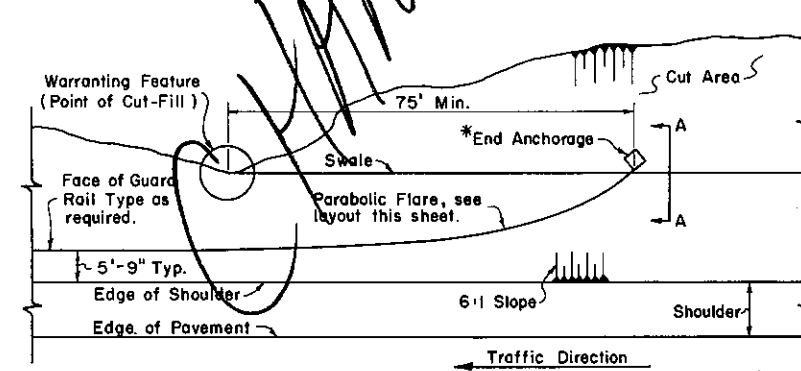 Warranting Feature
(Point of Cut-Fill)
75' Min.
Cut Area
*End Anchorage
A
Swale
Face of Guard
Rail Type as
required.
Parabolic Flare, see
layout this sheet.
A
5'-9" Typ.
Edge of Shoulder
6:1 Slope
Shoulder
Edge of Pavement
Traffic Direction